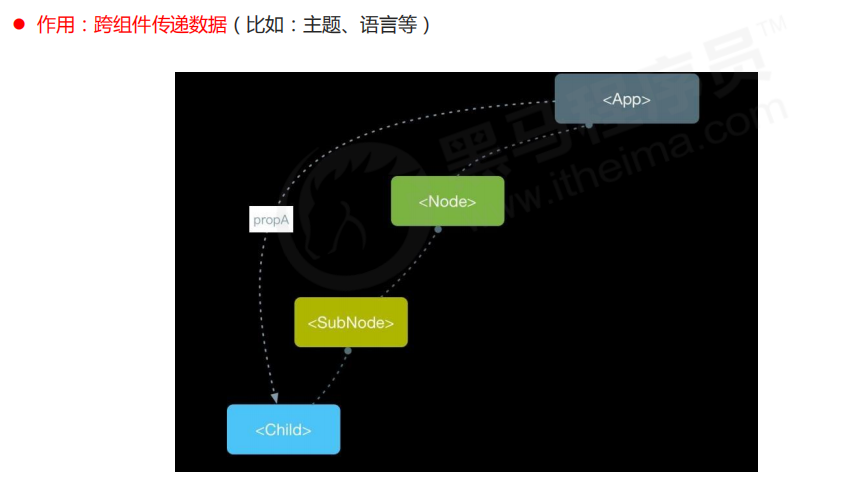 ● 作用：跨组件传递数据（比如：主题、语言等）
<App>
<Node>
propA
<SubNode>
<Child>
黑马程序员™
www.itheima.com